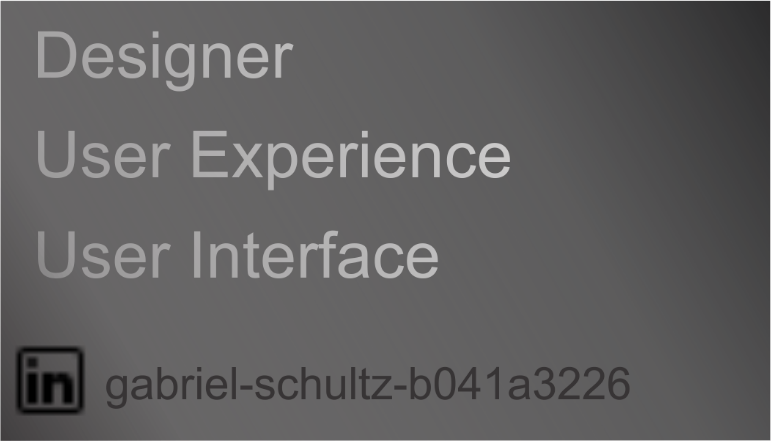 Designer
User Experience
User Interface
in gabriel-schultz-b041a3226